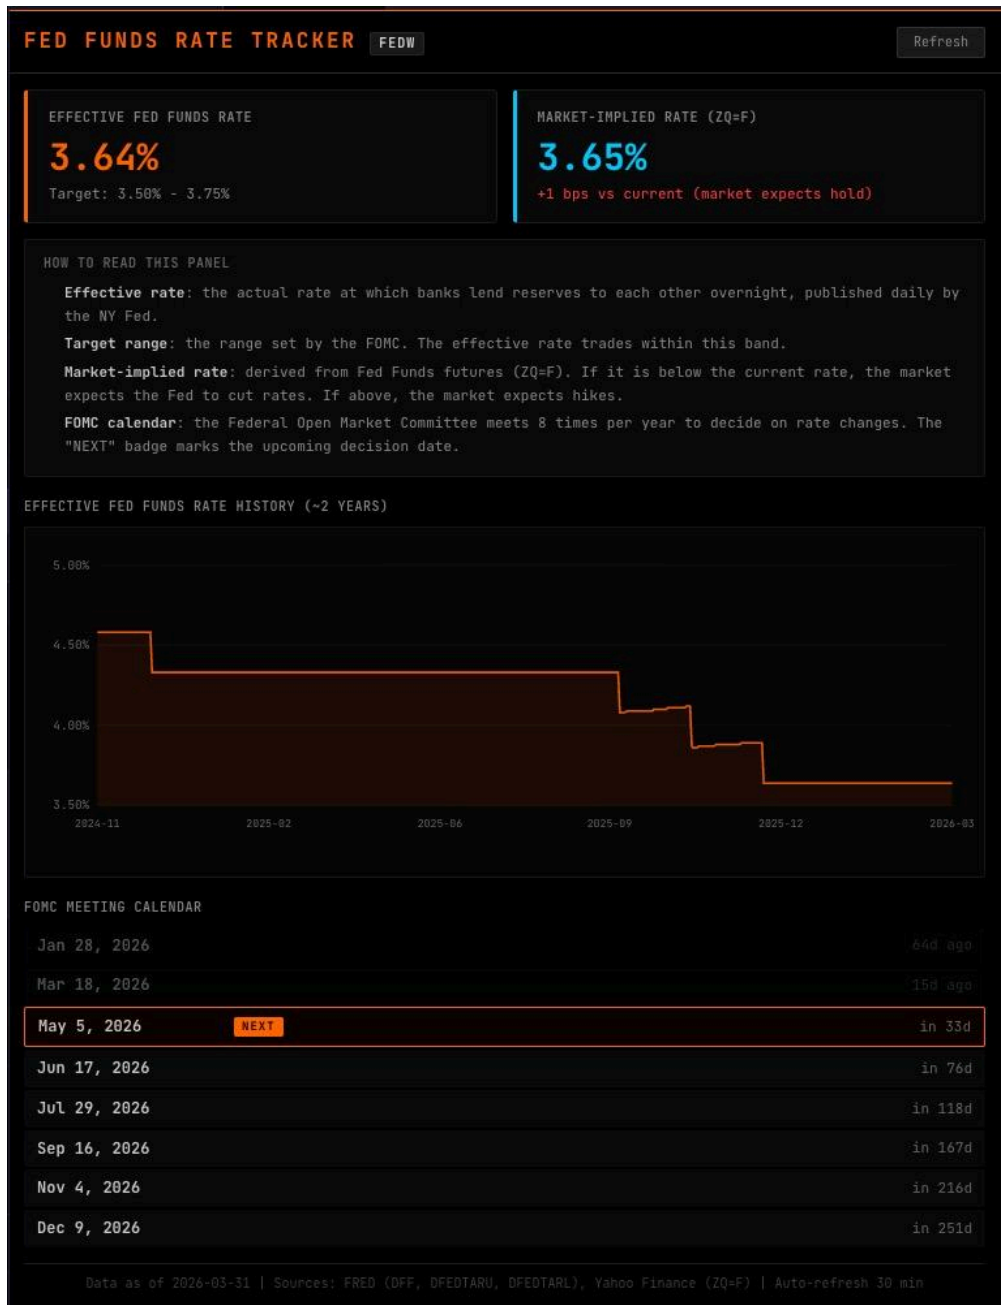 FED FUNDS RATE TRACKER FEDW
Refresh
EFFECTIVE FED FUNDS RATE
3.64%
Target: 3.50% - 3.75%
MARKET-IMPLIED RATE (ZQ=F)
3.65%
+1 bps vs current (market expects hold)
HOW TO READ THIS PANEL
Effective rate: the actual rate at which banks lend reserves to each other overnight, published daily by
the NY Fed.
Target range: the range set by the FOMC. The effective rate trades within this band.
Market-implied rate: derived from Fed Funds futures (ZQ=F). If it is below the current rate, the market
expects the Fed to cut rates. If above, the market expects hikes.
FOMC calendar: the Federal Open Market Committee meets 8 times per year to decide on rate changes. The
"NEXT" badge marks the upcoming decision date.
EFFECTIVE FED FUNDS RATE HISTORY (~2 YEARS)
5.00%
4.50%
4.00%
3.50%
2024-11 2025-02 2025-06 2025-09 2025-12 2026-03
FOMC MEETING CALENDAR
Jan 28, 2026 64d ago
Mar 18, 2026 15d ago
May 5, 2026 NEXT in 33d
Jun 17, 2026 in 76d
Jul 29, 2026 in 118d
Sep 16, 2026 in 167d
Nov 4, 2026 in 216d
Dec 9, 2026 in 251d
Data as of 2026-03-31 | Sources: FRED (DFF, DFEDTARU, DFEDTARL), Yahoo Finance (ZQ=F) | Auto-refresh 30 min